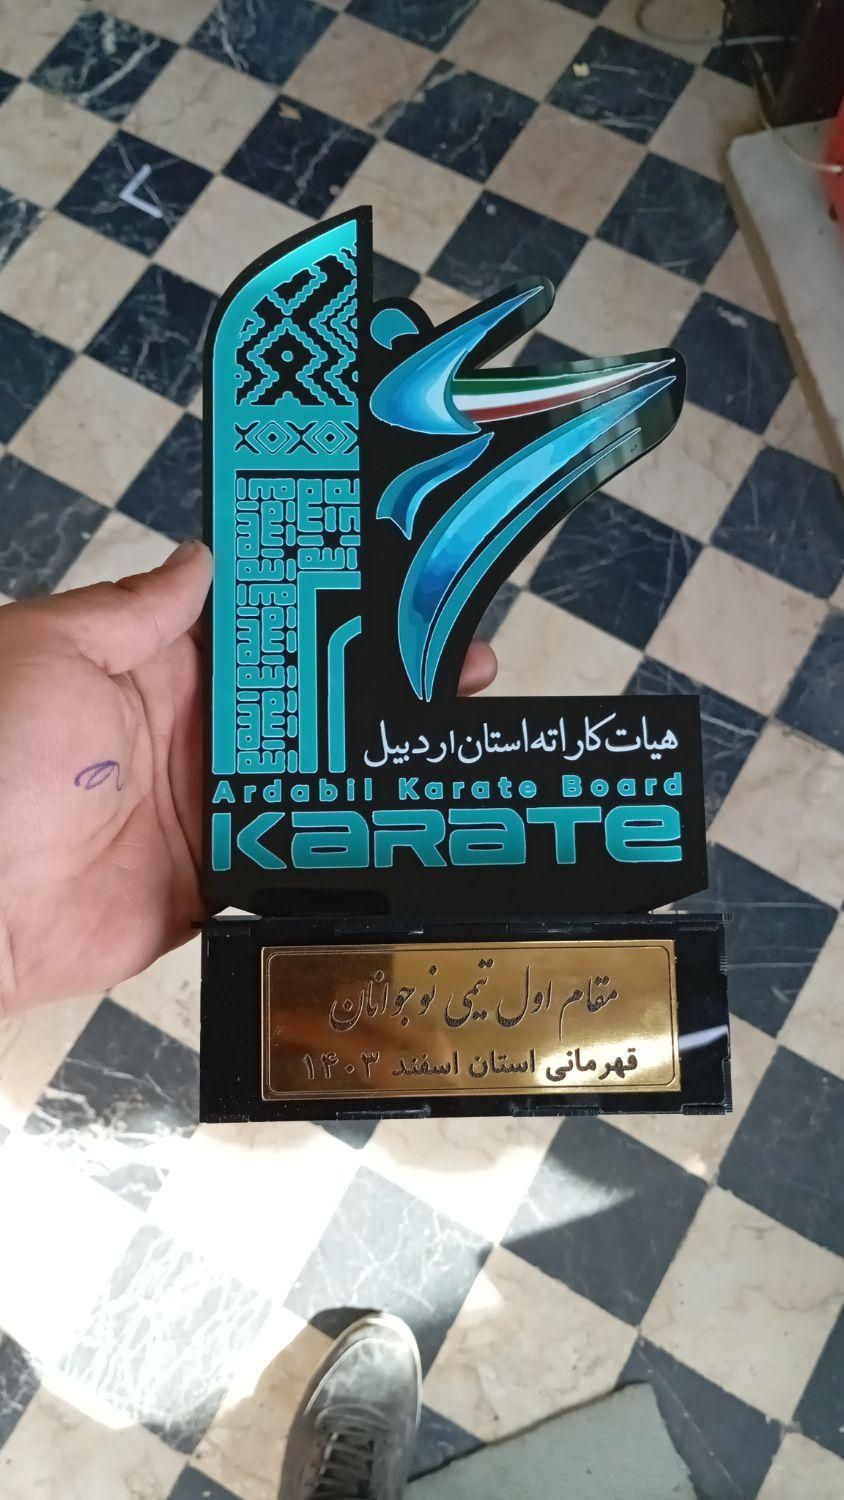 هیات کاراته استان اردبیل
Ardabil Karate Board
KARATE
مقام اول تیمی نوجوانان
قهرمانی استان اسفند ۱۴۰۳